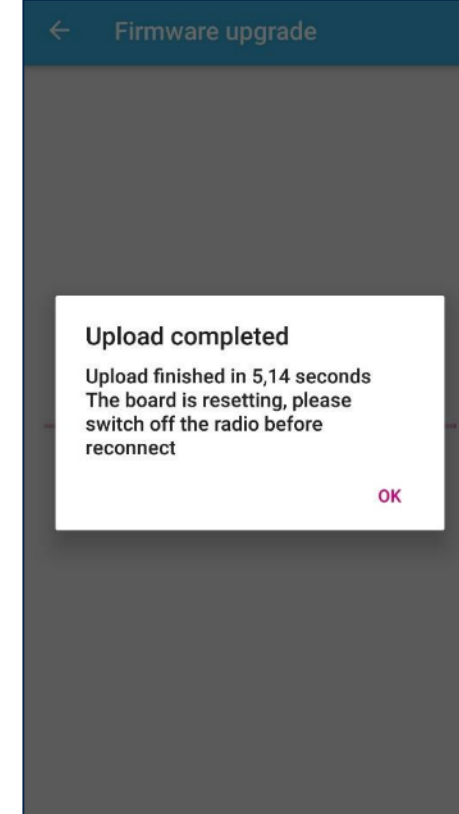 Firmware upgrade
Upload completed
Upload finished in 5,14 seconds
The board is resetting, please
switch off the radio before
reconnect
OK